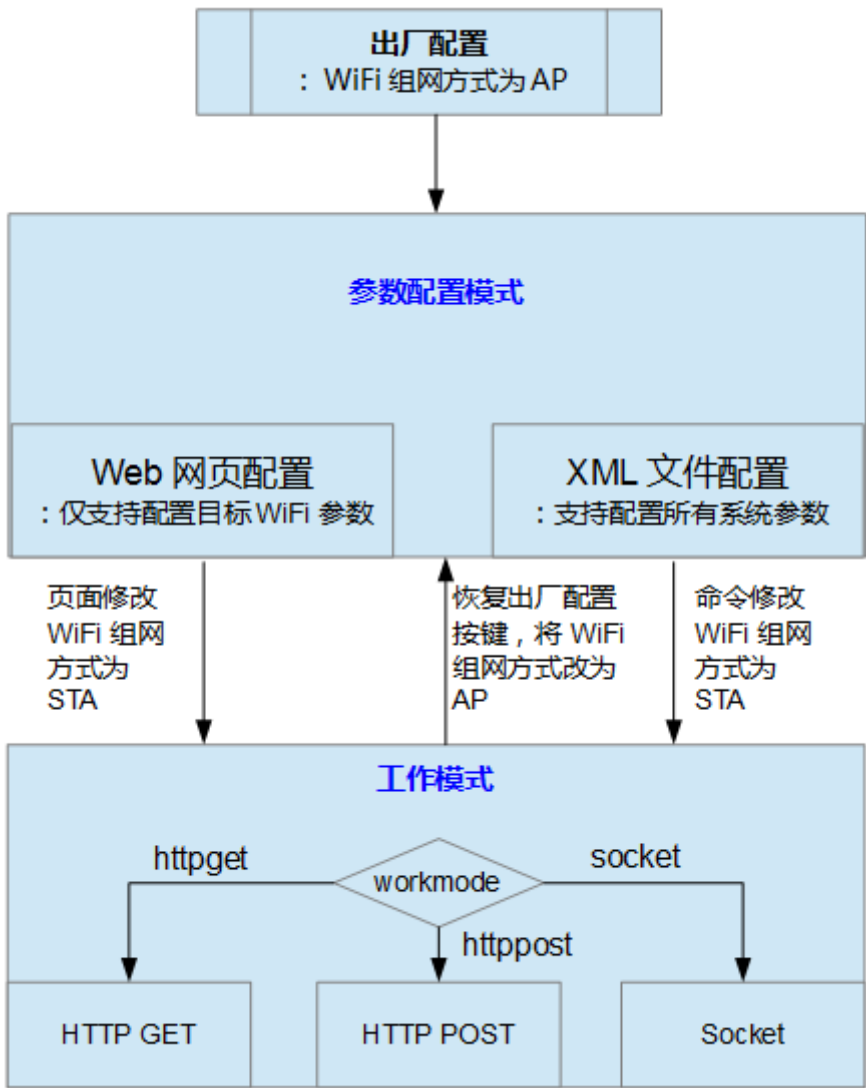 出厂配置
：WiFi 组网方式为 AP
参数配置模式
Web 网页配置
：仅支持配置目标 WiFi 参数
XML 文件配置
：支持配置所有系统参数
页面修改
WiFi 组网
方式为
STA
恢复出厂配置
按键，将 WiFi
组网方式改为
AP
命令修改
WiFi 组网
方式为
STA
工作模式
httpget
workmode
socket
httppost
HTTP GET
HTTP POST
Socket